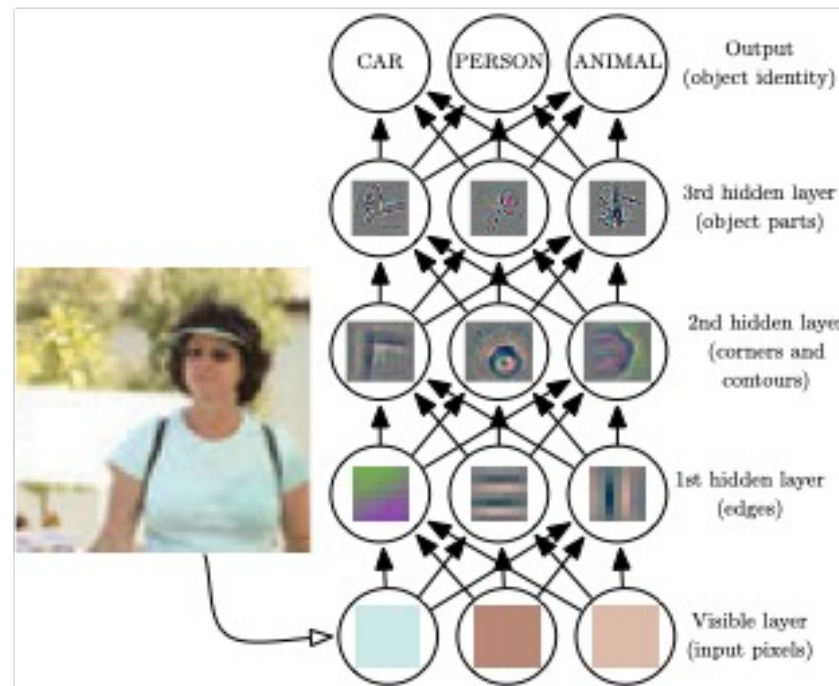 CAR PERSON ANIMAL
Output
(object identity)
3rd hidden layer
(object parts)
2nd hidden layer
(corners and
contours)
1st hidden layer
(edges)
Visible layer
(input pixels)